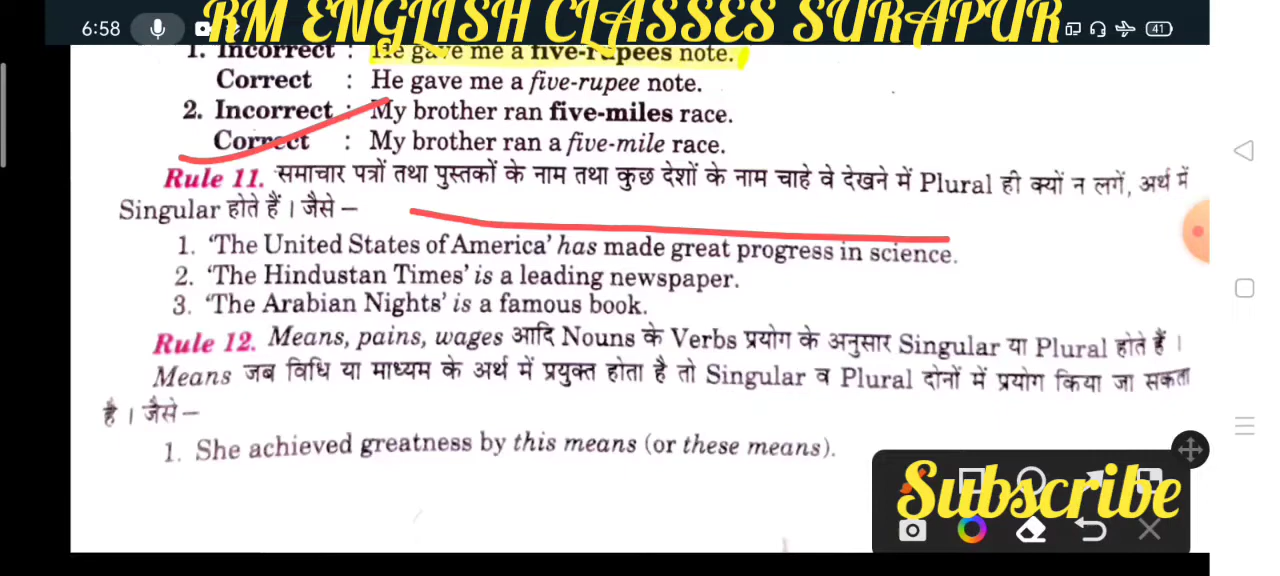 RM ENGLISH CLASSES SURAPUR
6:58
41
1. Incorrect : He gave me a five-rupees note.
Correct : He gave me a five-rupee note.
2. Incorrect : My brother ran five-miles race.
Correct : My brother ran a five-mile race.
Rule 11. समाचार पत्रों तथा पुस्तकों के नाम तथा कुछ देशों के नाम चाहे वे देखने में Plural ही क्यों न लगें, अर्थ में
Singular होते हैं। जैसे –
1. 'The United States of America' has made great progress in science.
2. 'The Hindustan Times' is a leading newspaper.
3. 'The Arabian Nights' is a famous book.
Rule 12. Means, pains, wages आदि Nouns के Verbs प्रयोग के अनुसार Singular या Plural होते हैं।
Means जब विधि या माध्यम के अर्थ में प्रयुक्त होता है तो Singular व Plural दोनों में प्रयोग किया जा सकता
है। जैसे –
1. She achieved greatness by this means (or these means).
Subscribe